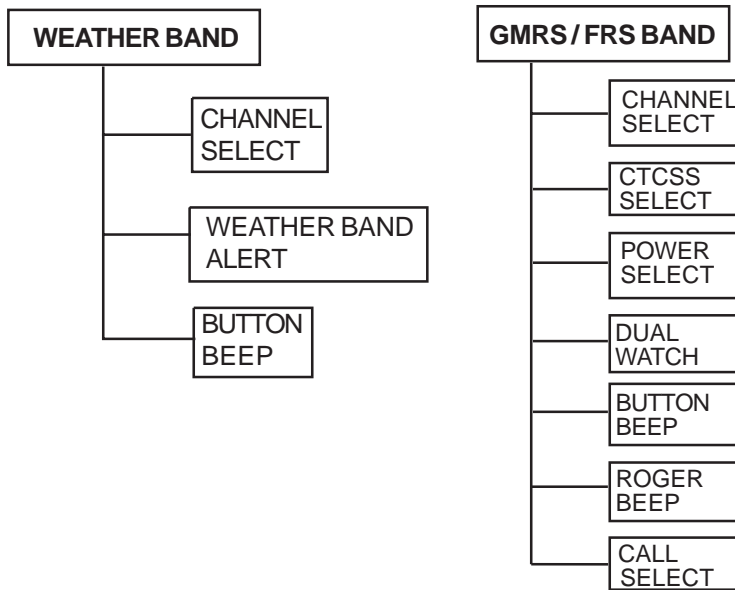 WEATHER BAND
CHANNEL
SELECT
WEATHER BAND
ALERT
BUTTON
BEEP
GMRS / FRS BAND
CHANNEL
SELECT
CTCSS
SELECT
POWER
SELECT
DUAL
WATCH
BUTTON
BEEP
ROGER
BEEP
CALL
SELECT